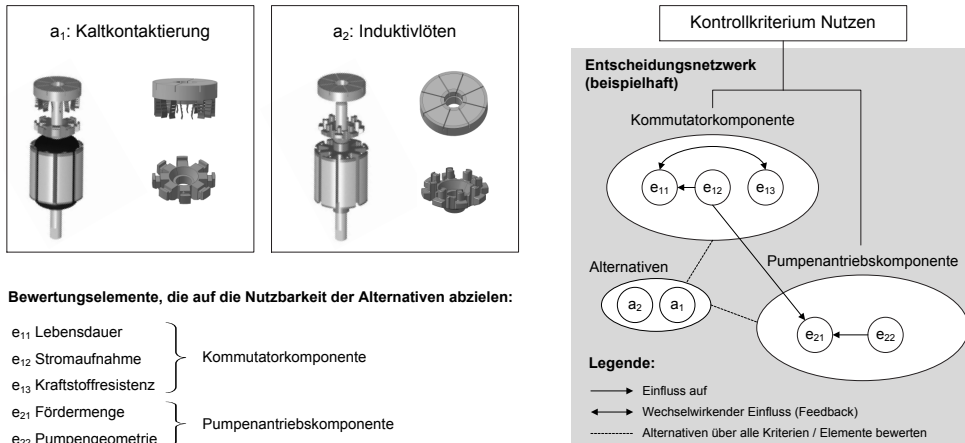 a₁: Kaltkontaktierung
a₂: Induktivlöten
Bewertungselemente, die auf die Nutzbarkeit der Alternativen abzielen:
e₁₁ Lebensdauer
e₁₂ Stromaufnahme
e₁₃ Kraftstoffresistenz
Kommutatorkomponente
e₂₁ Fördermenge
e₂₂ Pumpengeometrie
Pumpenantriebskomponente
Kontrollkriterium Nutzen
Entscheidungsnetzwerk
(beispielhaft)
Kommutatorkomponente
e₁₁ e₁₂ e₁₃
Pumpenantriebskomponente
Alternativen
a₂ a₁
e₂₁ e₂₂
Legende:
Einfluss auf
Wechselwirkender Einfluss (Feedback)
Alternativen über alle Kriterien / Elemente bewerten